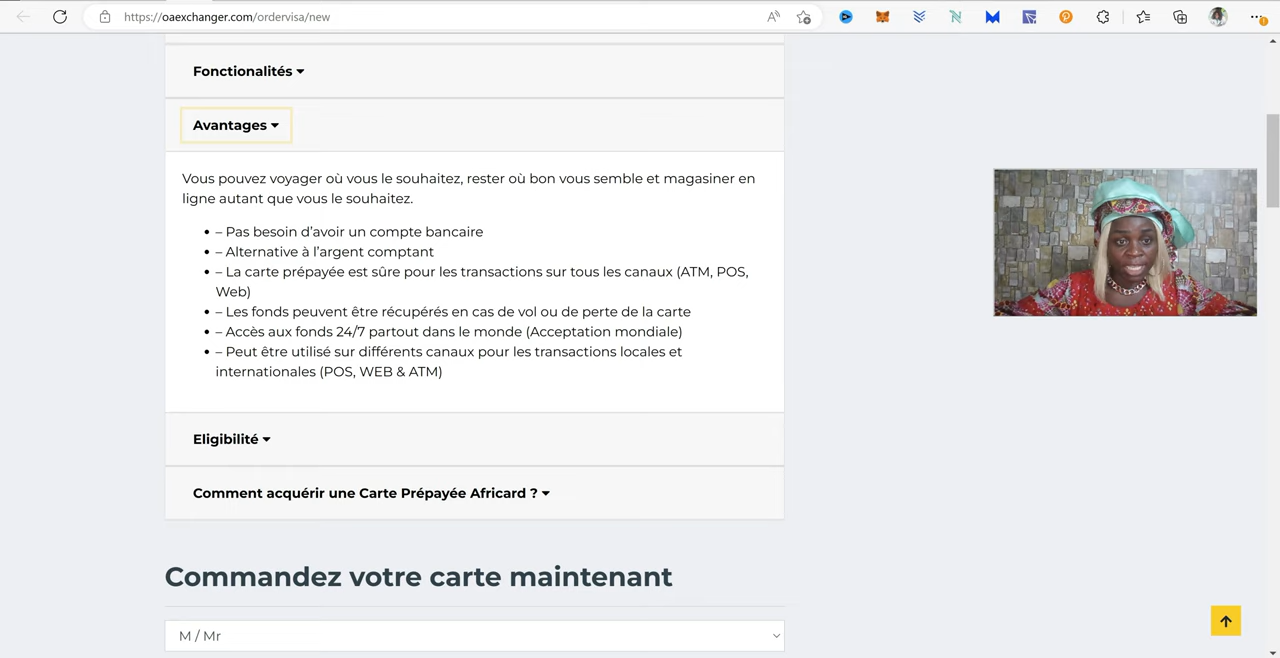 https://oaexchanger.com/ordervisa/new
Fonctionalités
Avantages
Vous pouvez voyager où vous le souhaitez, rester où bon vous semble et magasiner en
ligne autant que vous le souhaitez.
– Pas besoin d’avoir un compte bancaire
– Alternative à l’argent comptant
– La carte prépayée est sûre pour les transactions sur tous les canaux (ATM, POS,
Web)
– Les fonds peuvent être récupérés en cas de vol ou de perte de la carte
– Accès aux fonds 24/7 partout dans le monde (Acceptation mondiale)
– Peut être utilisé sur différents canaux pour les transactions locales et
internationales (POS, WEB & ATM)
Eligibilité
Comment acquérir une Carte Prépayée Africard ?
Commandez votre carte maintenant
M / Mr